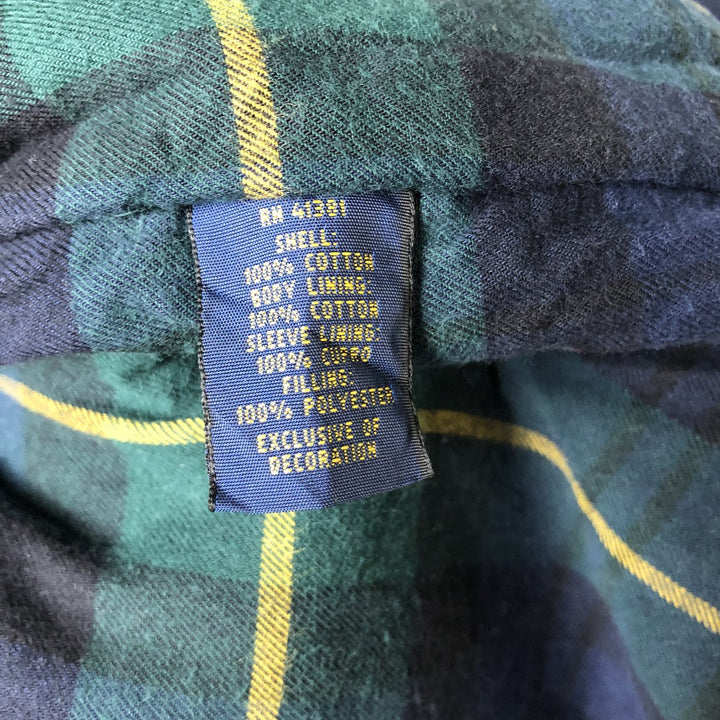 RN 41381
SHELL:
100% COTTON
BODY LINING:
100% COTTON
SLEEVE LINING:
100% CUPRO
FILLING:
100% POLYESTER
EXCLUSIVE OF
DECORATION